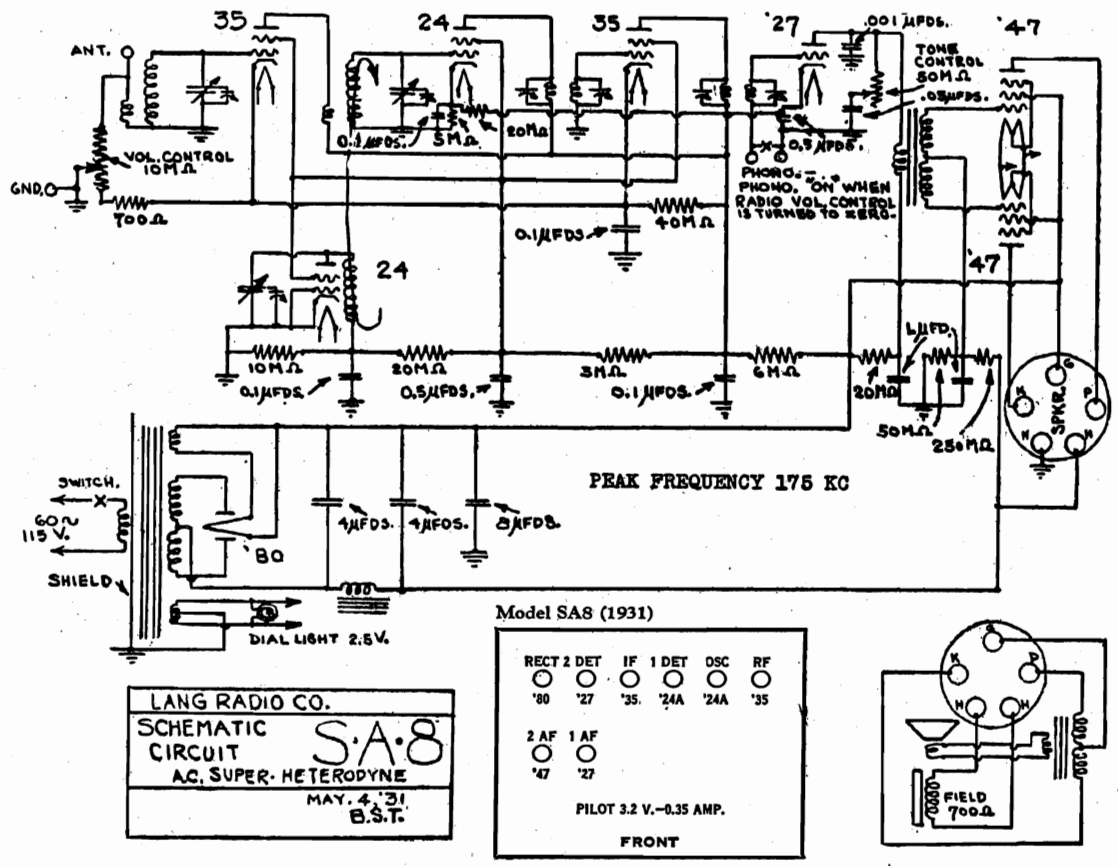 35
24
35
'27
.001 µFDS.
'47
ANT.
TONE
CONTROL
50MΩ
.05µFDS.
0.1µFDS.
5MΩ
20MΩ
0.5µFDS.
VOL. CONTROL
10MΩ
GND.
700Ω
PHONO.
PHONO. "ON" WHEN
RADIO VOL. CONTROL
IS TURNED TO ZERO.
40MΩ
0.1µFDS.
24
'47
10MΩ
20MΩ
3MΩ
6MΩ
20MΩ
1µFD.
0.1µFDS.
0.5µFDS.
0.1µFDS.
50MΩ
250MΩ
G
K
P
H
H
SPKR.
SWITCH.
60~
115 V.
'80
4µFDS.
4µFDS.
8µFDS.
PEAK FREQUENCY 175 KC
SHIELD
DIAL LIGHT 2.5V.
Model SA8 (1931)
RECT 2 DET IF 1 DET OSC RF
'80 '27 '35. '24A '24A '35
2 AF 1 AF
'47 '27
PILOT 3.2 V.–0.35 AMP.
FRONT
LANG RADIO CO.
SCHEMATIC
CIRCUIT
S·A·8
A.C. SUPER-HETERODYNE
MAY. 4, '31
B.S.T.
G
K
P
H
H
FIELD
700Ω